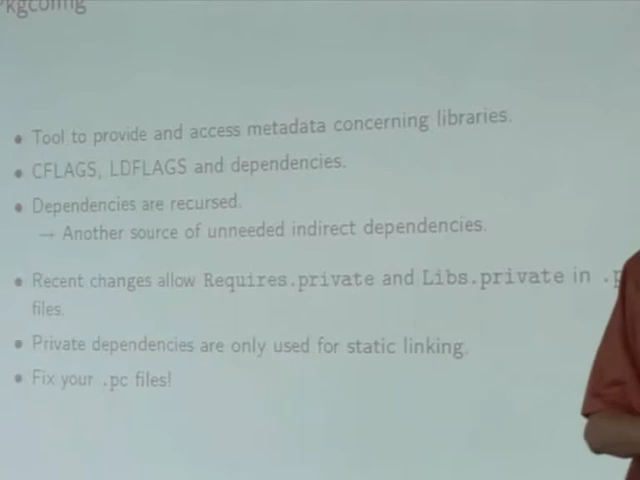 Pkgconfig
• Tool to provide and access metadata concerning libraries.
• CFLAGS, LDFLAGS and dependencies.
• Dependencies are recursed.
→ Another source of unneeded indirect dependencies.
• Recent changes allow Requires.private and Libs.private in .p
files.
• Private dependencies are only used for static linking.
• Fix your .pc files!